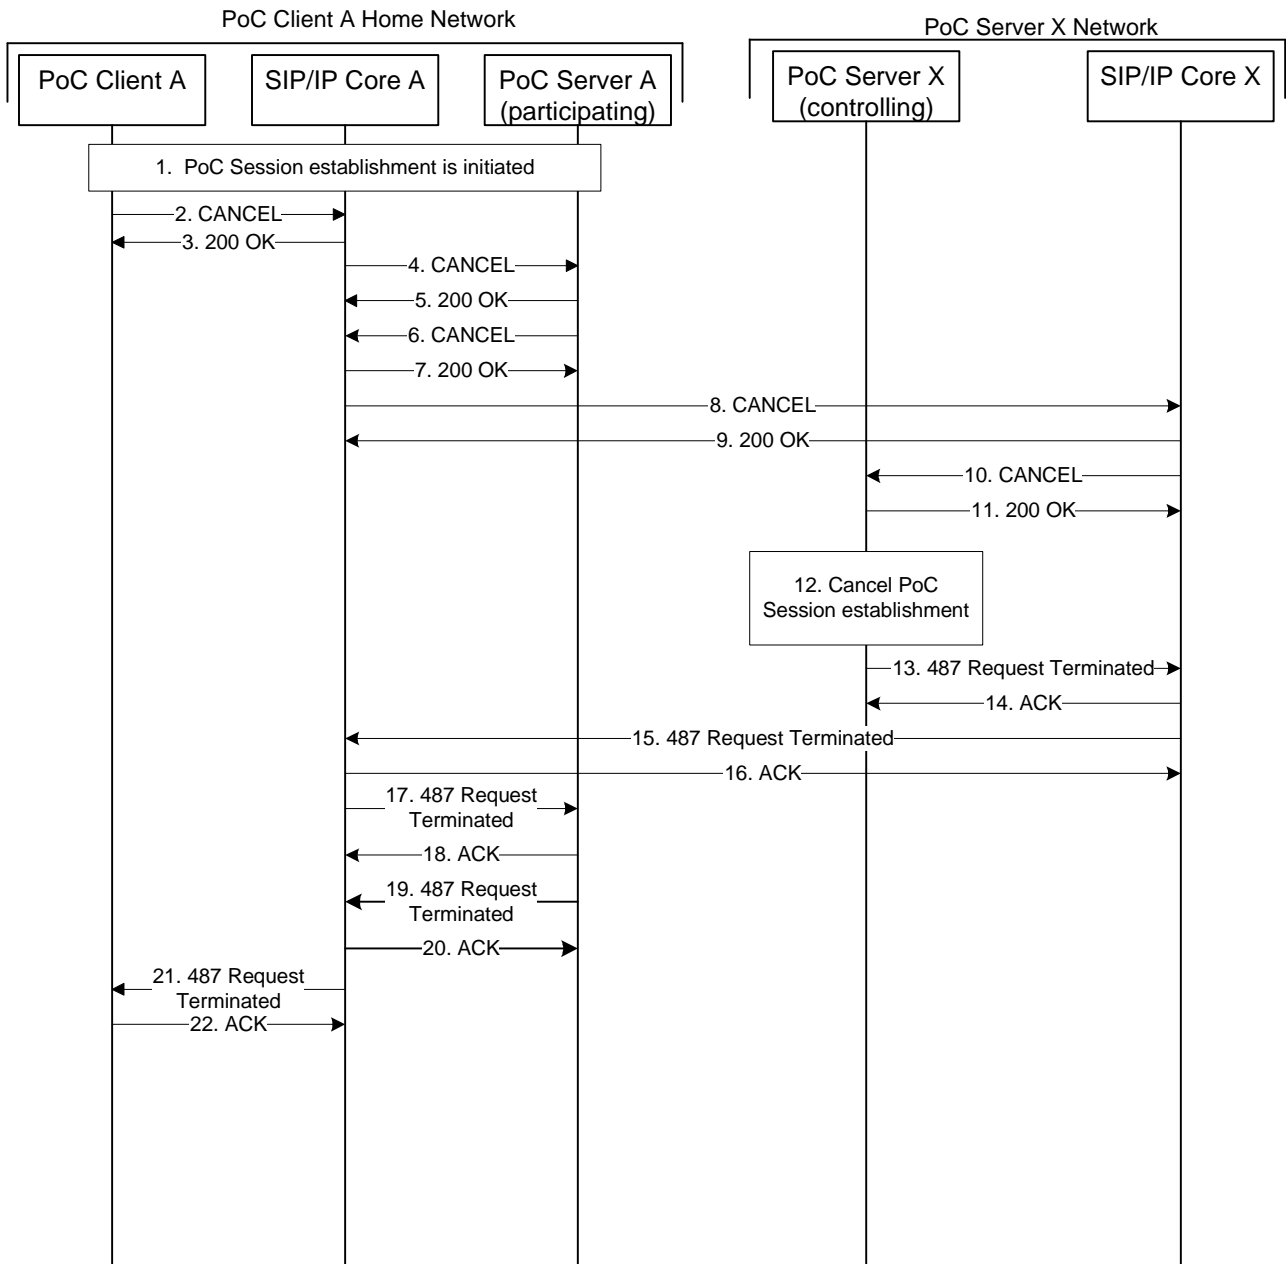 PoC Client A Home Network
PoC Server X Network
PoC Client A
SIP/IP Core A
PoC Server A
(participating)
PoC Server X
(controlling)
SIP/IP Core X
1. PoC Session establishment is initiated
2. CANCEL
3. 200 OK
4. CANCEL
5. 200 OK
6. CANCEL
7. 200 OK
8. CANCEL
9. 200 OK
10. CANCEL
11. 200 OK
12. Cancel PoC
Session establishment
13. 487 Request Terminated
14. ACK
15. 487 Request Terminated
16. ACK
17. 487 Request
Terminated
18. ACK
19. 487 Request
Terminated
20. ACK
21. 487 Request
Terminated
22. ACK